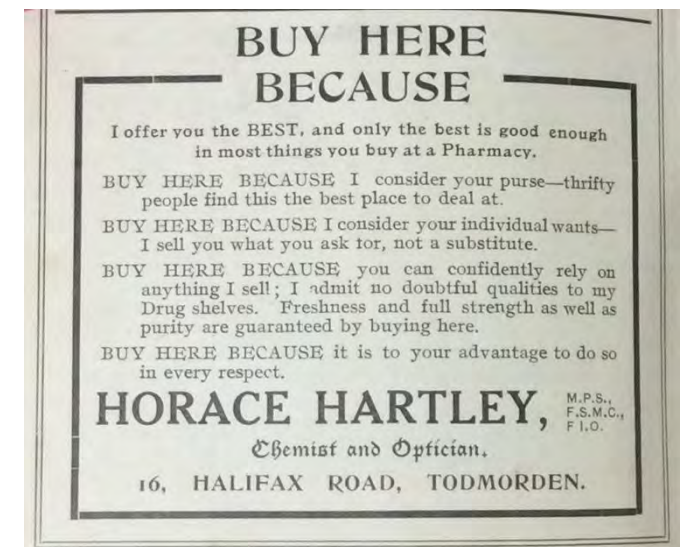 BUY HERE
BECAUSE
I offer you the BEST, and only the best is good enough
in most things you buy at a Pharmacy.
BUY HERE BECAUSE I consider your purse—thrifty
people find this the best place to deal at.
BUY HERE BECAUSE I consider your individual wants—
I sell you what you ask tor, not a substitute.
BUY HERE BECAUSE you can confidently rely on
anything I sell; I admit no doubtful qualities to my
Drug shelves. Freshness and full strength as well as
purity are guaranteed by buying here.
BUY HERE BECAUSE it is to your advantage to do so
in every respect.
HORACE HARTLEY,
M.P.S.,
F.S.M.C.,
F I.O.
Chemist and Optician.
16, HALIFAX ROAD, TODMORDEN.